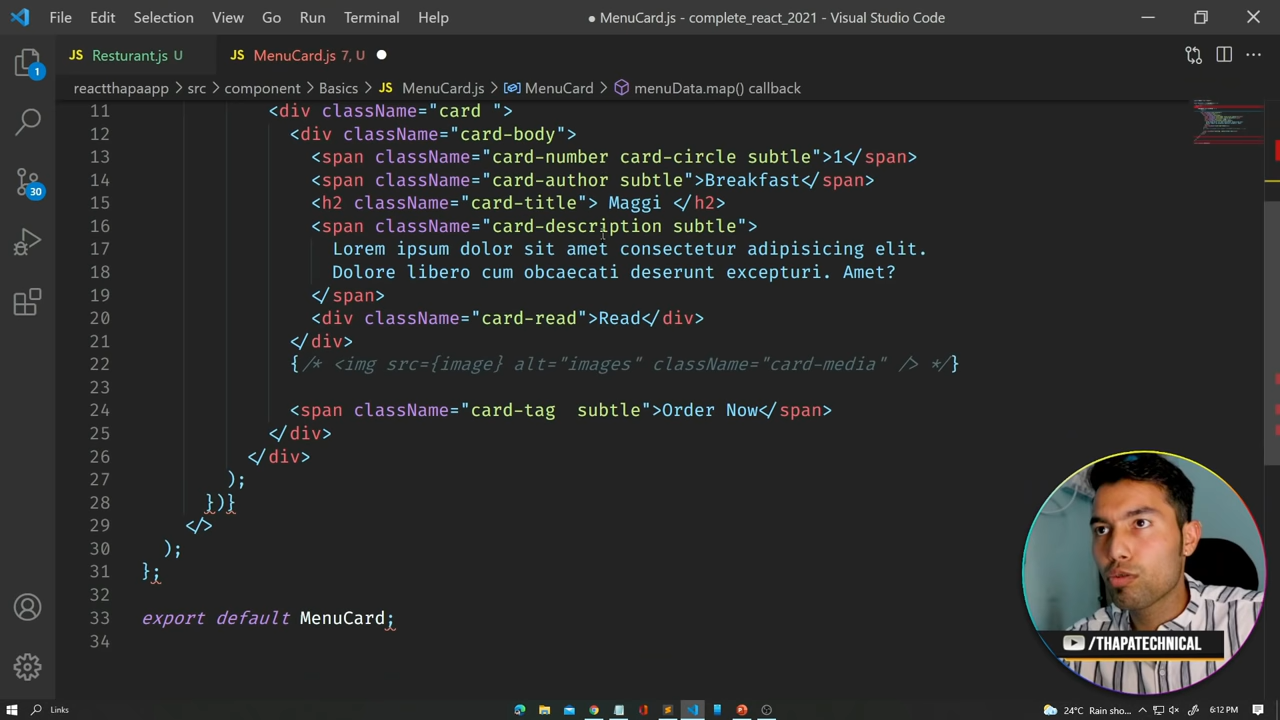 File Edit Selection View Go Run Terminal Help ● MenuCard.js - complete_react_2021 - Visual Studio Code
JS Resturant.js U JS MenuCard.js 7, U ●
reactthapaapp > src > component > Basics > JS MenuCard.js > MenuCard > menuData.map() callback
11 <div className="card ">
12 <div className="card-body">
13 <span className="card-number card-circle subtle">1</span>
14 <span className="card-author subtle">Breakfast</span>
15 <h2 className="card-title"> Maggi </h2>
16 <span className="card-description subtle">
17 Lorem ipsum dolor sit amet consectetur adipisicing elit.
18 Dolore libero cum obcaecati deserunt excepturi. Amet?
19 </span>
20 <div className="card-read">Read</div>
21 </div>
22 {/* <img src={image} alt="images" className="card-media" /> */}
23
24 <span className="card-tag  subtle">Order Now</span>
25 </div>
26 </div>
27 );
28 })}
29 </>
30 );
31 };
32
33 export default MenuCard;
34
1
30
/THAPATECHNICAL
Links 24°C Rain sho... 6:12 PM